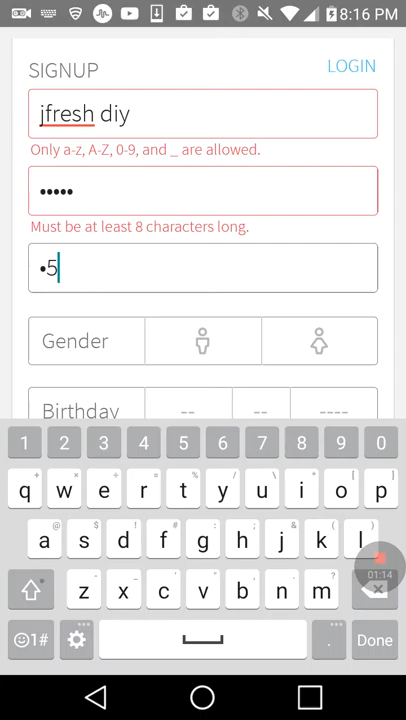 8:16 PM
SIGNUP LOGIN
jfresh diy
Only a-z, A-Z, 0-9, and _ are allowed.
•••••
Must be at least 8 characters long.
•5
Gender
Birthday -- -- ----
1 2 3 4 5 6 7 8 9 0
+ × ÷ = % / \ | [ ]
q w e r t y u i o p
@ $ ! # : ; & ( )
a s d f g h j k l
01:14
- . ?
z x c v b n m
1# . Done